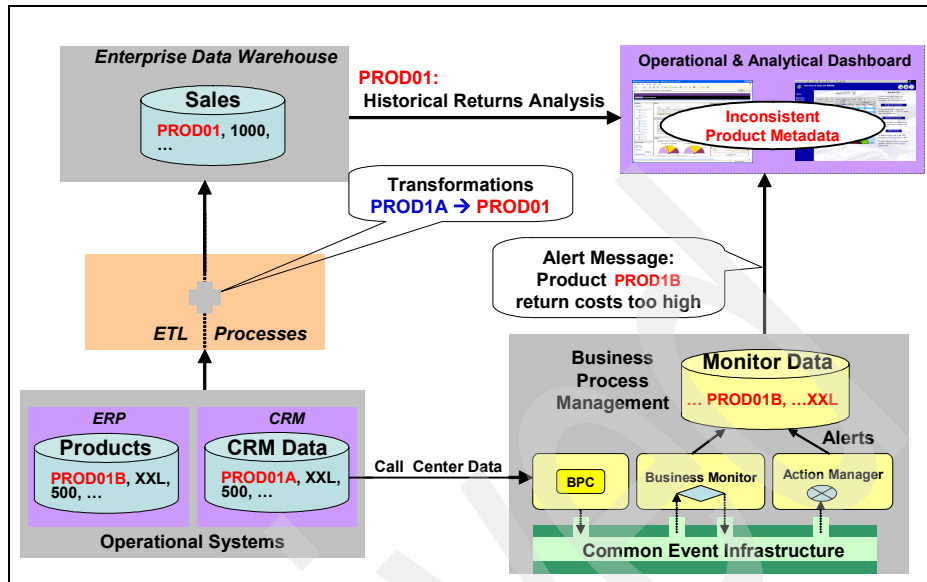 Enterprise Data Warehouse
Sales
PROD01, 1000,
…
PROD01:
Historical Returns Analysis
Operational & Analytical Dashboard
Inconsistent
Product Metadata
Transformations
PROD1A → PROD01
Alert Message:
Product PROD1B
return costs too high
ETL Processes
Business
Process
Management
Monitor Data
… PROD01B, …XXL
Alerts
ERP
Products
PROD01B, XXL,
500, …
CRM
CRM Data
PROD01A, XXL,
500, …
Call Center Data
BPC
Business Monitor
Action Manager
Operational Systems
Common Event Infrastructure